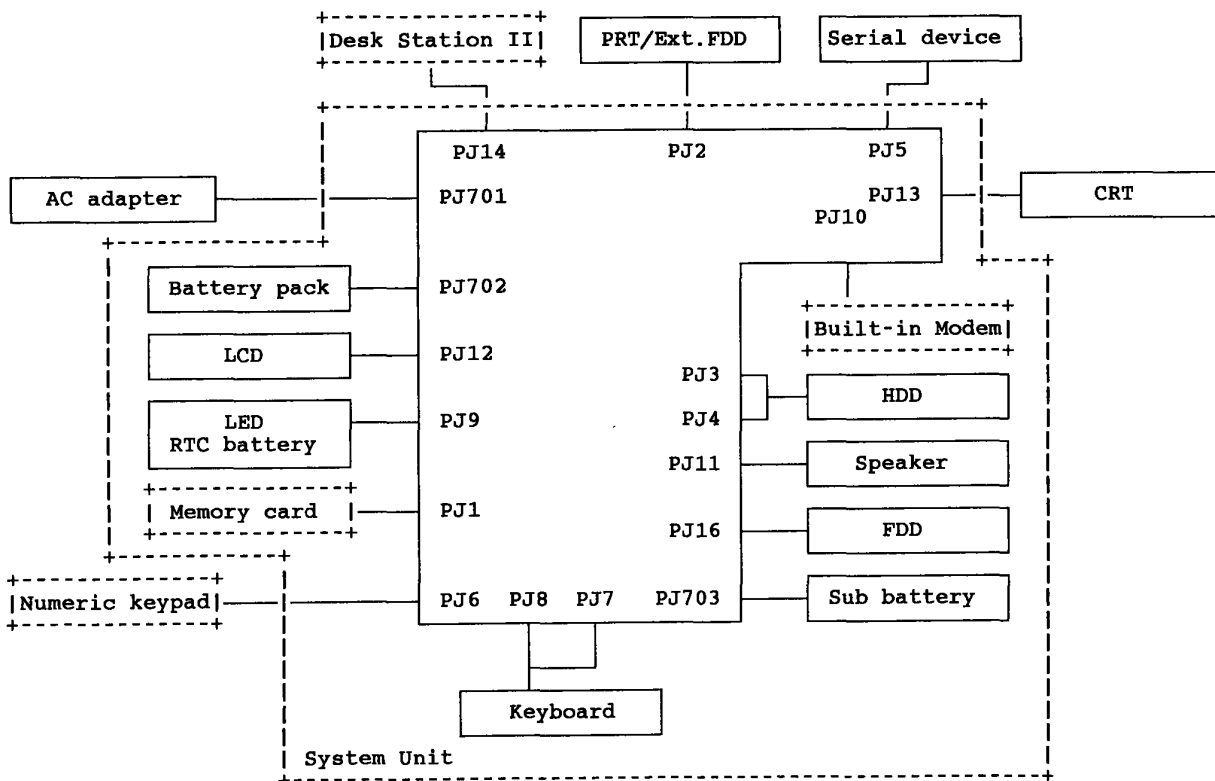 Desk Station II
PRT/Ext.FDD
Serial device
PJ14
PJ2
PJ5
AC adapter
PJ701
PJ13
CRT
PJ10
Battery pack
PJ702
Built-in Modem
LCD
PJ12
PJ3
HDD
LED
RTC battery
PJ9
PJ4
PJ11
Speaker
Memory card
PJ1
PJ16
FDD
Numeric keypad
PJ6
PJ8
PJ7
PJ703
Sub battery
Keyboard
System Unit